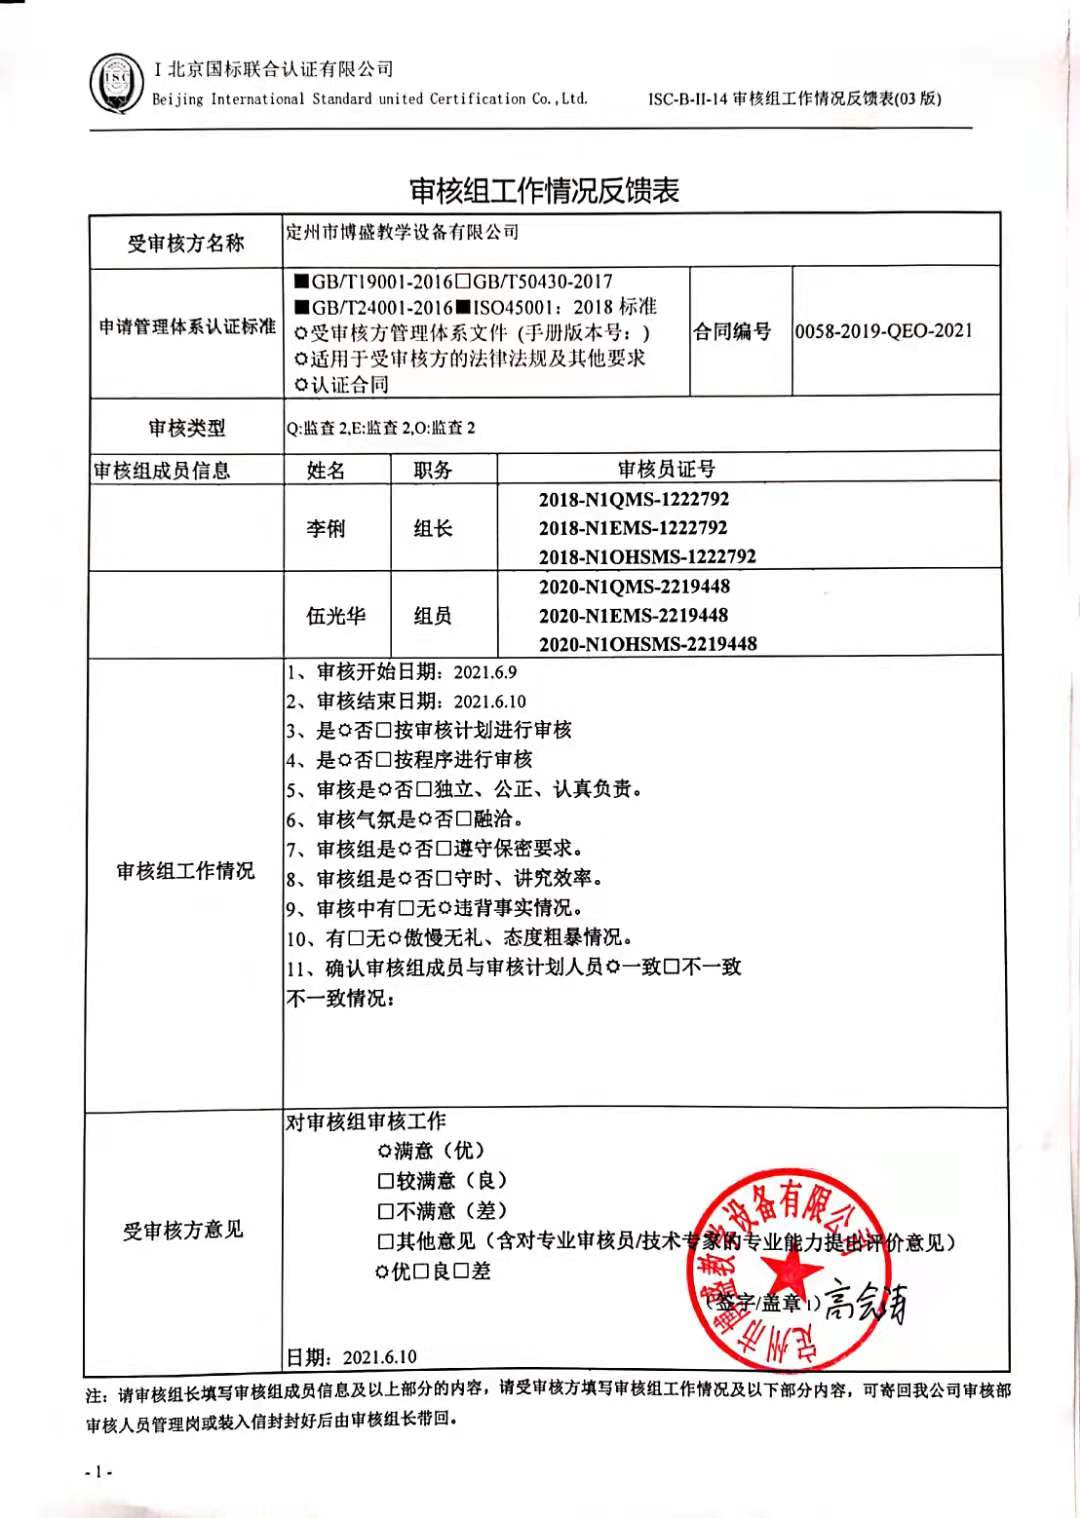 ISC
I 北京国标联合认证有限公司
Beijing International Standard united Certification Co.,Ltd.
ISC-B-II-14 审核组工作情况反馈表(03 版)
审核组工作情况反馈表
受审核方名称
定州市博盛教学设备有限公司
申请管理体系认证标准
■GB/T19001-2016□GB/T50430-2017
■GB/T24001-2016■ISO45001：2018 标准
✡受审核方管理体系文件（手册版本号：）
✡适用于受审核方的法律法规及其他要求
✡认证合同
合同编号
0058-2019-QEO-2021
审核类型
Q:监查 2,E:监查 2,O:监查 2
审核组成员信息 姓名 职务 审核员证号
李俐 组长
2018-N1QMS-1222792
2018-N1EMS-1222792
2018-N1OHSMS-1222792
伍光华 组员
2020-N1QMS-2219448
2020-N1EMS-2219448
2020-N1OHSMS-2219448
审核组工作情况
1、审核开始日期：2021.6.9
2、审核结束日期：2021.6.10
3、是✡否□按审核计划进行审核
4、是✡否□按程序进行审核
5、审核是✡否□独立、公正、认真负责。
6、审核气氛是✡否□融洽。
7、审核组是✡否□遵守保密要求。
8、审核组是✡否□守时、讲究效率。
9、审核中有□无✡违背事实情况。
10、有□无✡傲慢无礼、态度粗暴情况。
11、确认审核组成员与审核计划人员✡一致□不一致
不一致情况：
受审核方意见
对审核组审核工作
✡满意（优）
□较满意（良）
□不满意（差）
□其他意见（含对专业审核员/技术专家的专业能力提出评价意见）
✡优□良□差
（签字/盖章）高会涛
定州市博盛教学设备有限公司
日期：2021.6.10
注：请审核组长填写审核组成员信息及以上部分的内容，请受审核方填写审核组工作情况及以下部分内容，可寄回我公司审核部
审核人员管理岗或装入信封封好后由审核组长带回。
- 1 -